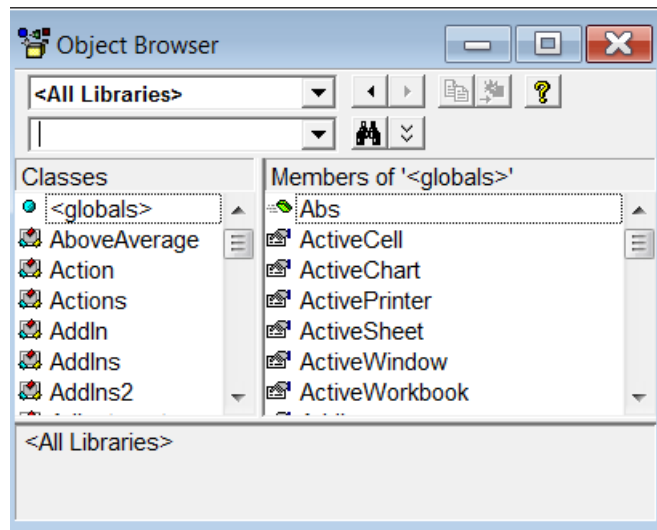 Object Browser
<All Libraries>
Classes
Members of '<globals>'
<globals>
Abs
AboveAverage
ActiveCell
Action
ActiveChart
Actions
ActivePrinter
AddIn
ActiveSheet
AddIns
ActiveWindow
AddIns2
ActiveWorkbook
<All Libraries>